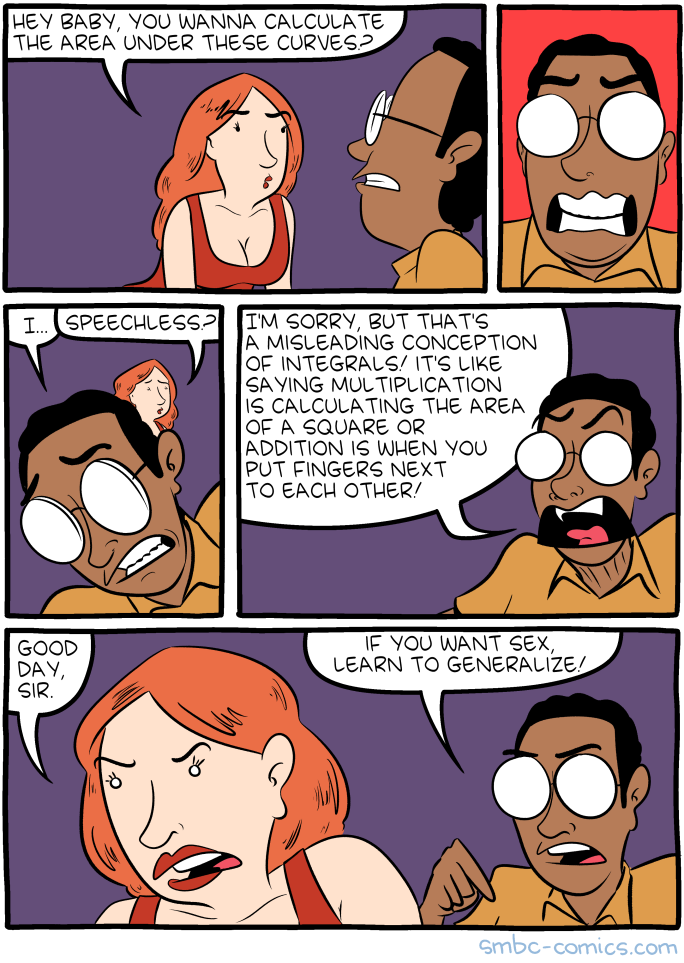 HEY BABY, YOU WANNA CALCULATE
THE AREA UNDER THESE CURVES?
I...
SPEECHLESS?
I'M SORRY, BUT THAT'S
A MISLEADING CONCEPTION
OF INTEGRALS! IT'S LIKE
SAYING MULTIPLICATION
IS CALCULATING THE AREA
OF A SQUARE OR
ADDITION IS WHEN YOU
PUT FINGERS NEXT
TO EACH OTHER!
GOOD
DAY,
SIR.
IF YOU WANT SEX,
LEARN TO GENERALIZE!
smbc-comics.com